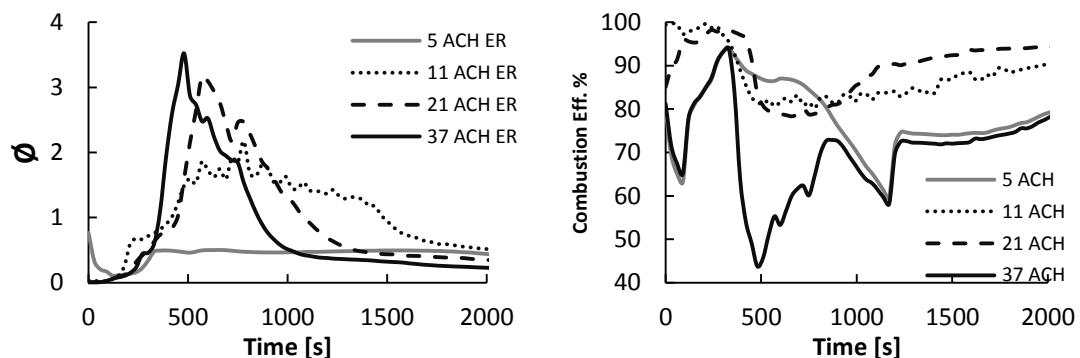 4
3
2
1
0
Ø
5 ACH ER
11 ACH ER
21 ACH ER
37 ACH ER
0
500
1000
1500
2000
Time [s]
100
90
80
70
60
50
40
Combustion Eff. %
5 ACH
11 ACH
21 ACH
37 ACH
0
500
1000
1500
2000
Time [s]